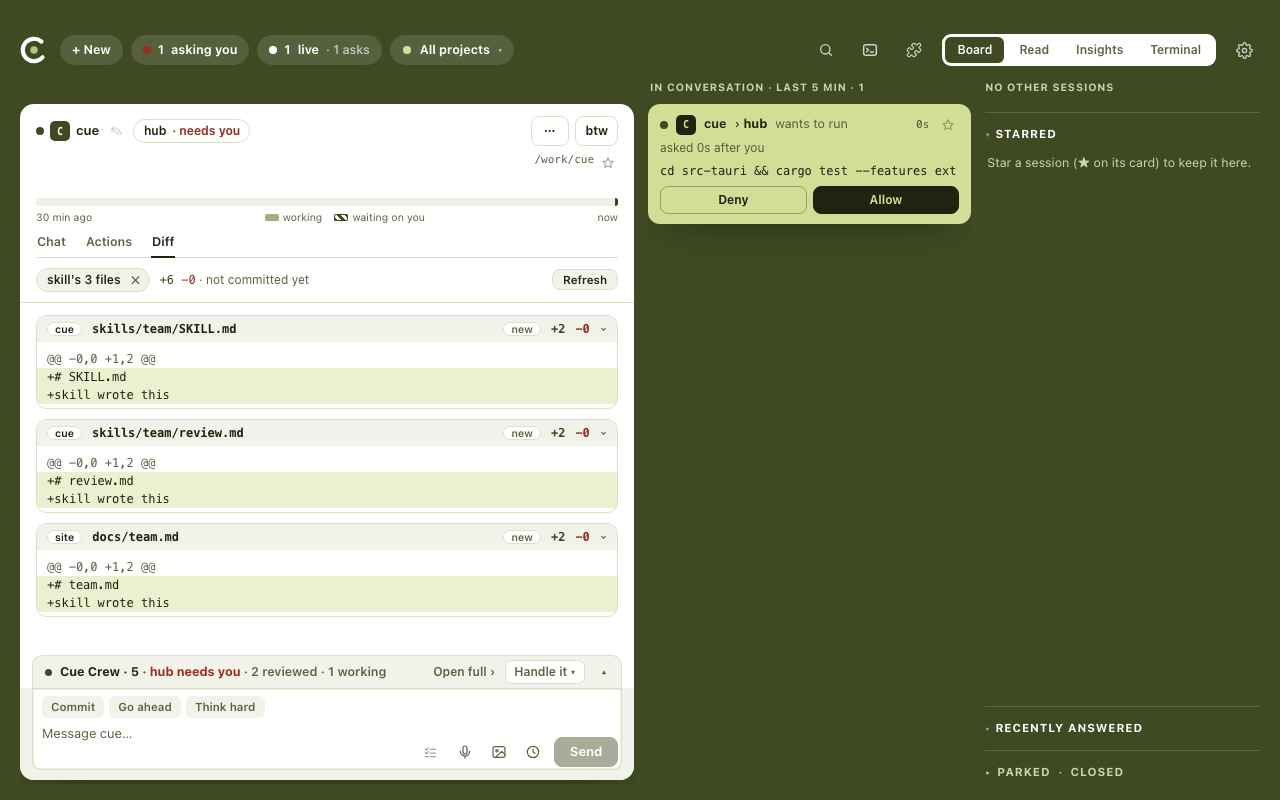 + New
1 asking you
1 live · 1 asks
All projects ·
Board
Read
Insights
Terminal
C cue
hub · needs you
···
btw
/work/cue
30 min ago
working
waiting on you
now
Chat
Actions
Diff
skill's 3 files ×
+6 −0 · not committed yet
Refresh
cue skills/team/SKILL.md new +2 −0
@@ −0,0 +1,2 @@
+# SKILL.md
+skill wrote this
cue skills/team/review.md new +2 −0
@@ −0,0 +1,2 @@
+# review.md
+skill wrote this
site docs/team.md new +2 −0
@@ −0,0 +1,2 @@
+# team.md
+skill wrote this
Cue Crew · 5 · hub needs you · 2 reviewed · 1 working
Open full ›
Handle it
Commit
Go ahead
Think hard
Message cue…
Send
IN CONVERSATION · LAST 5 MIN · 1
C cue › hub wants to run 0s
asked 0s after you
cd src-tauri && cargo test --features ext
Deny
Allow
NO OTHER SESSIONS
STARRED
Star a session (★ on its card) to keep it here.
RECENTLY ANSWERED
PARKED · CLOSED